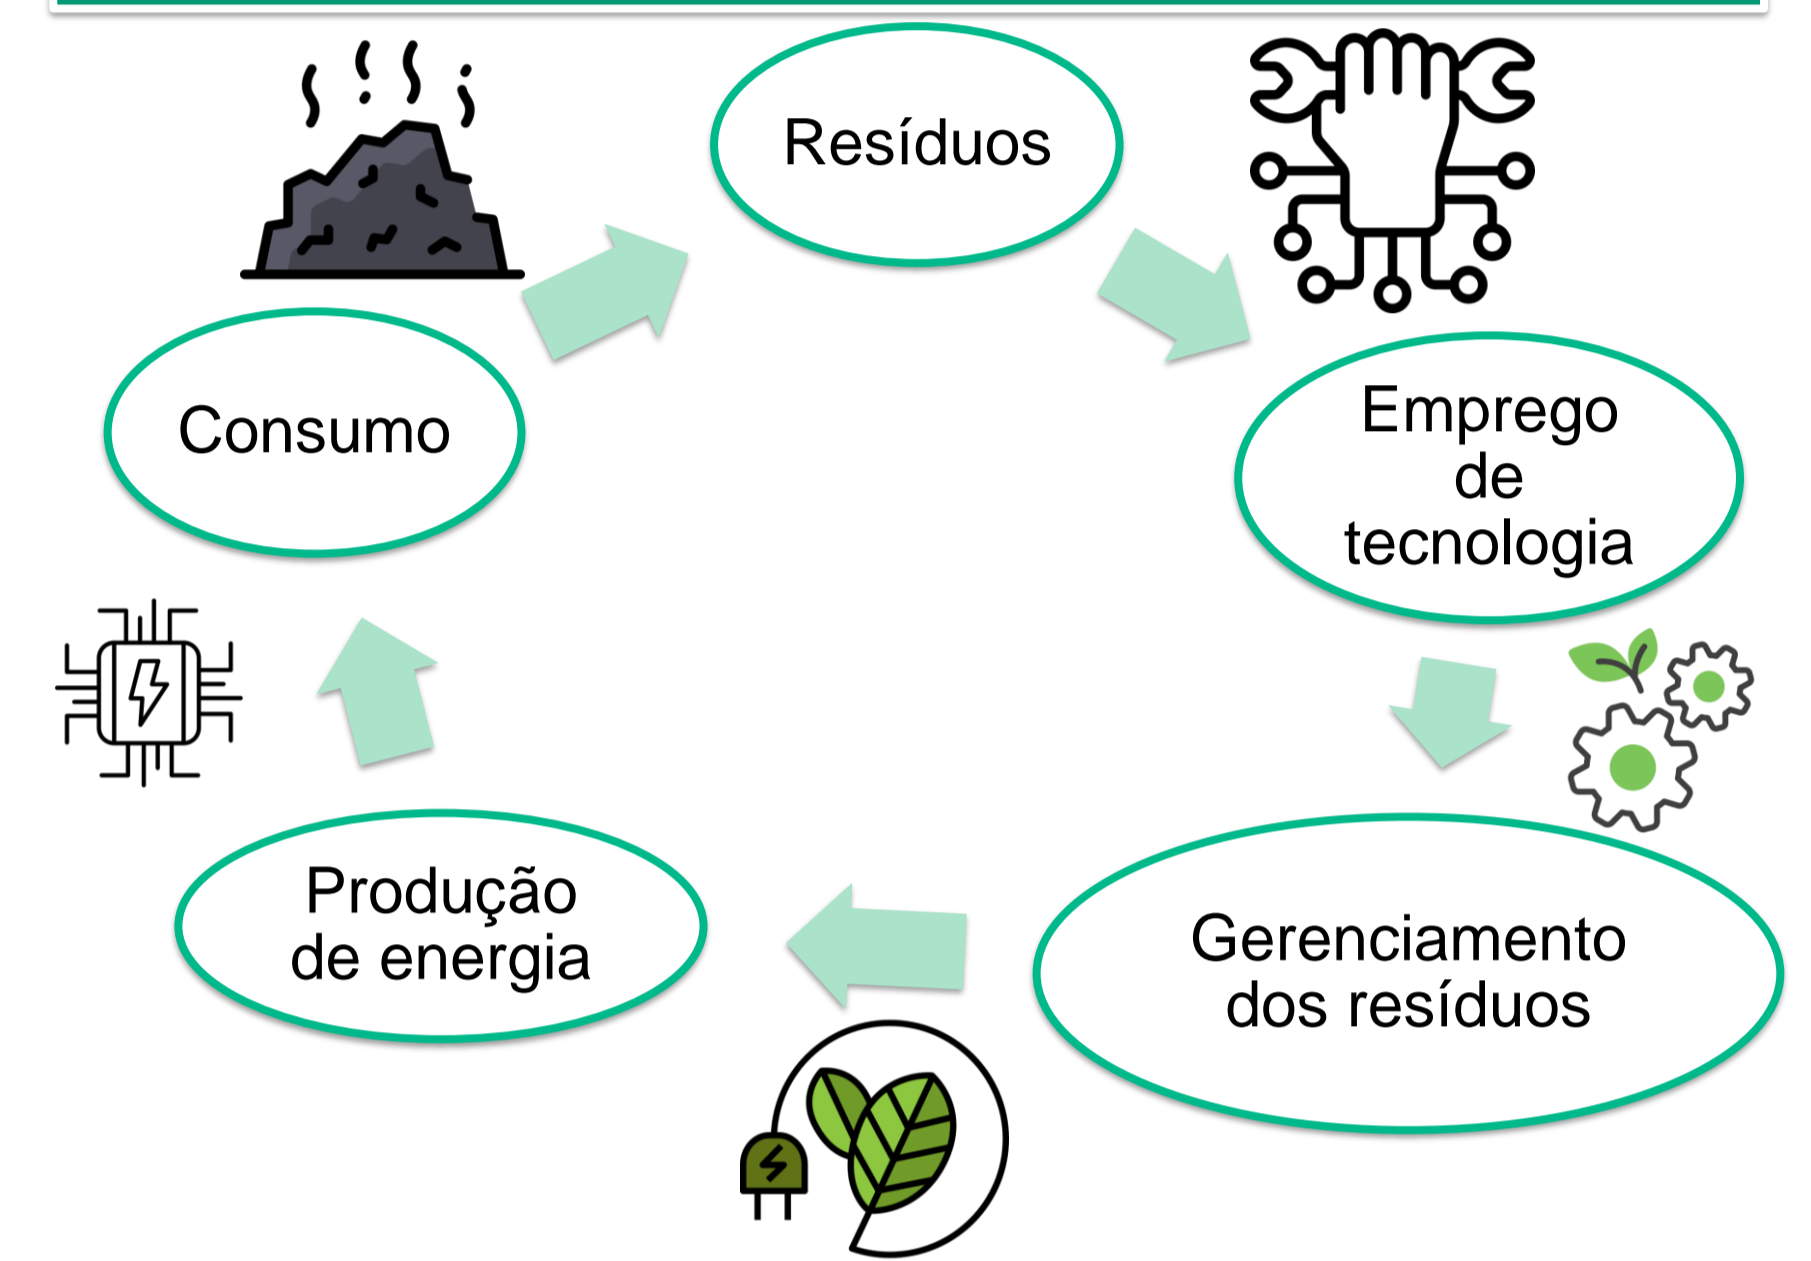 Resíduos
Emprego
de
tecnologia
Gerenciamento
dos resíduos
Produção
de energia
Consumo